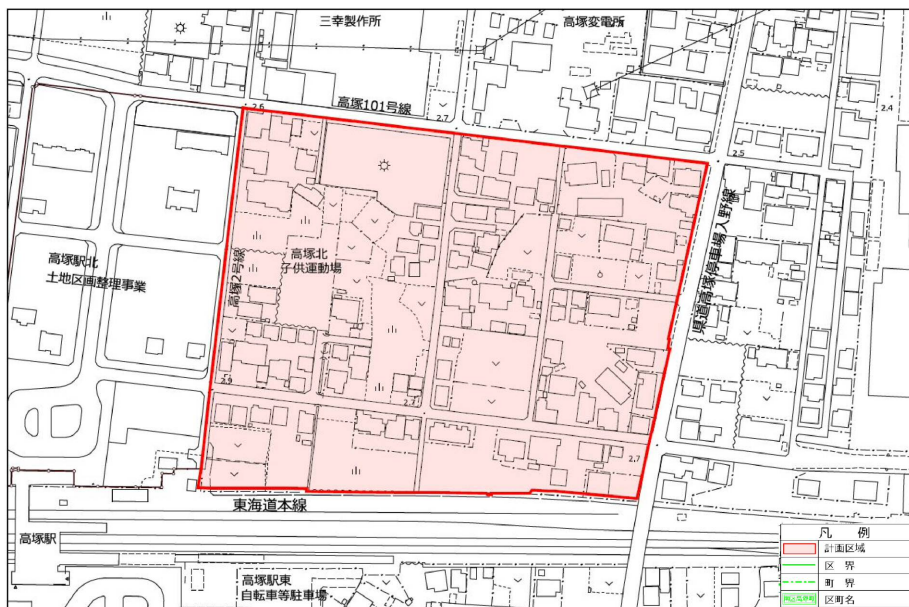 三幸製作所
高塚変電所
2.4
2.6
高塚101号線
2.7
2.5
高塚駅北
土地区画整理事業
高塚2号線
高塚北
子供運動場
県道高塚停車場入野線
2.9
2.7
2.7
東海道本線
高塚駅
高塚駅東
自転車等駐車場
凡 例
計画区域
区 界
町 界
区町名